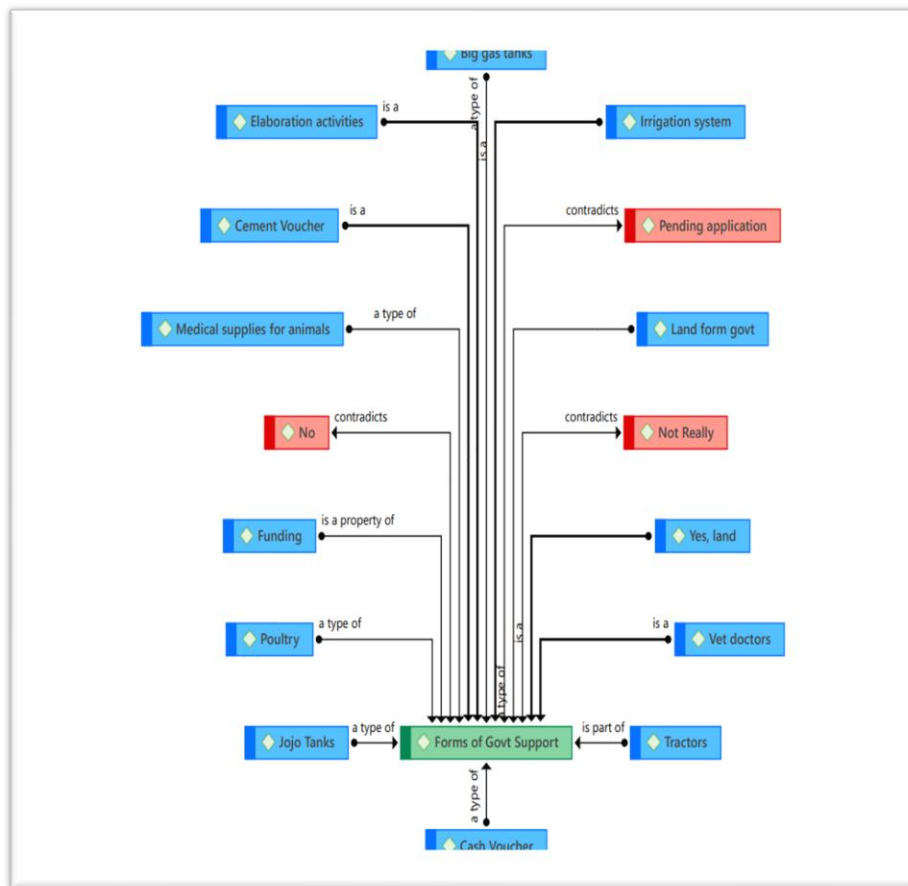 Big gas tanks
a type of
is a
Elaboration activities
is a
Irrigation system
Cement Voucher
is a
contradicts
Pending application
Medical supplies for animals
a type of
Land form govt
No
contradicts
contradicts
Not Really
Funding
is a property of
Yes, land
Poultry
a type of
is a
is a
Vet doctors
a type of
Jojo Tanks
a type of
Forms of Govt Support
is part of
Tractors
a type of
Cash Voucher